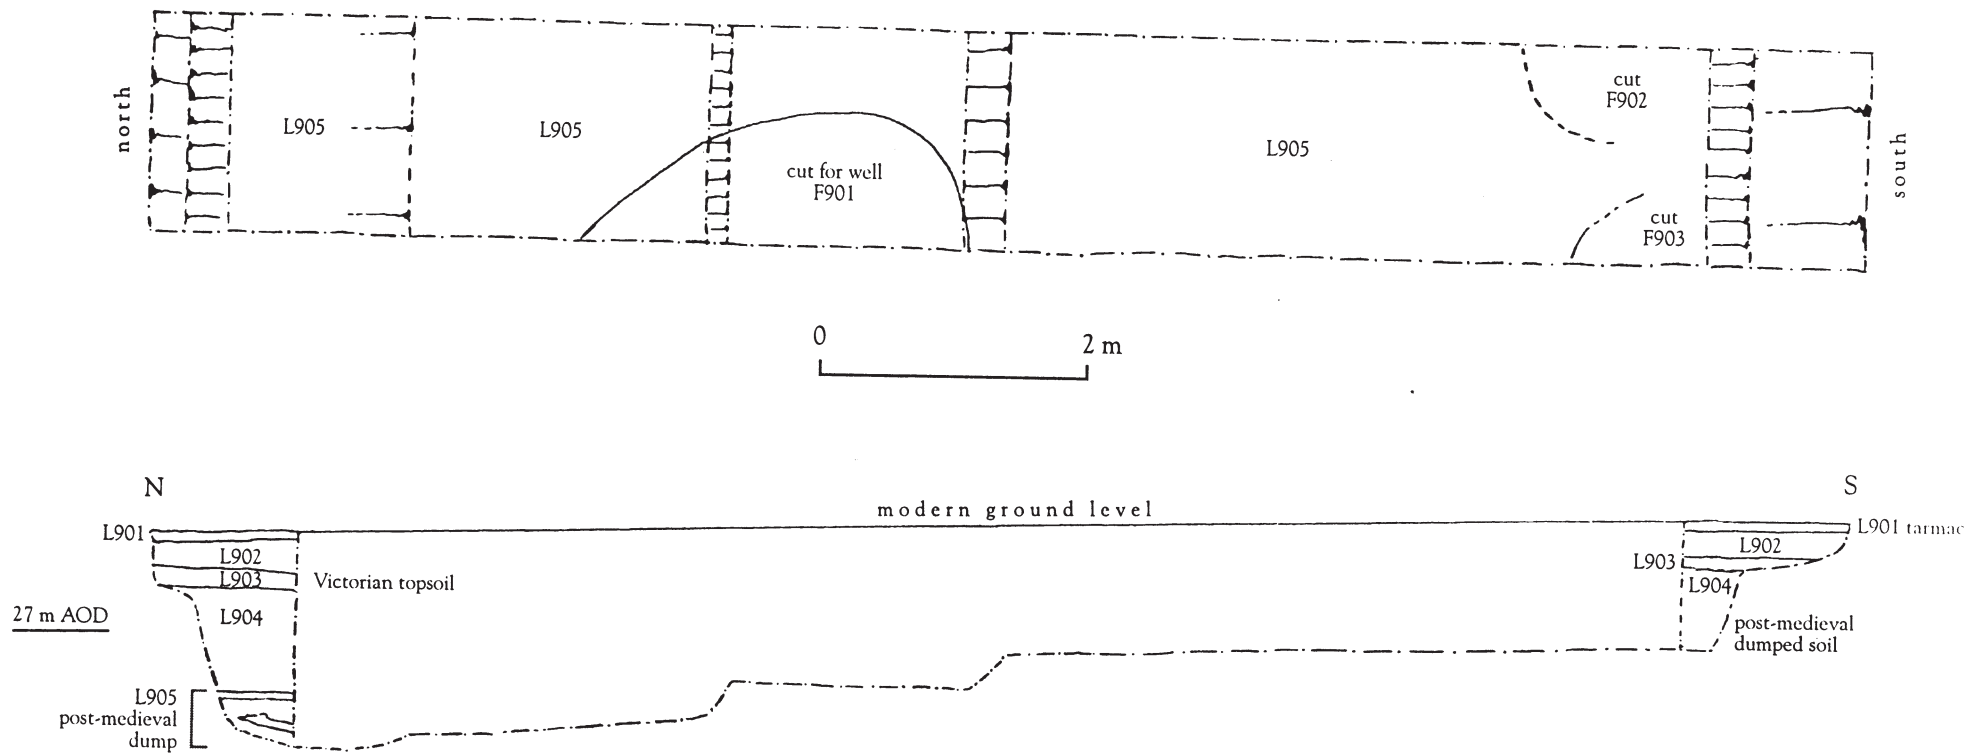 north
L905
L905
cut for well
F901
L905
cut
F902
cut
F903
south
0
2 m
N
S
modern ground level
L901
L902
L903
Victorian topsoil
L904
27 m AOD
L905
post-medieval
dump
L901 tarmac
L902
L903
L904
post-medieval
dumped soil